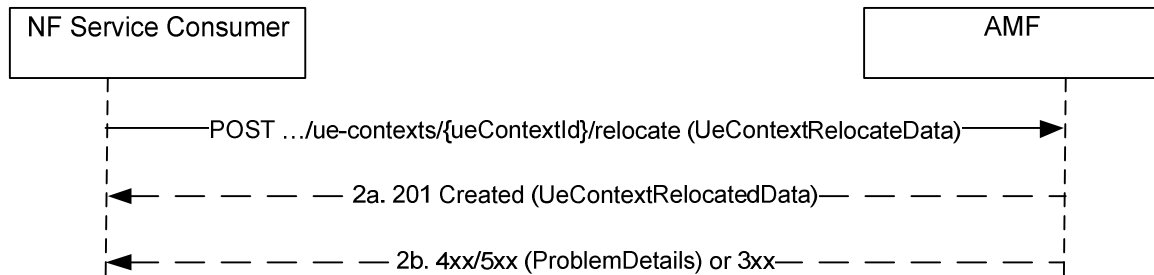 NF Service Consumer
AMF
POST .../ue-contexts/{ueContextId}/relocate (UeContextRelocateData)
2a. 201 Created (UeContextRelocatedData)
2b. 4xx/5xx (ProblemDetails) or 3xx